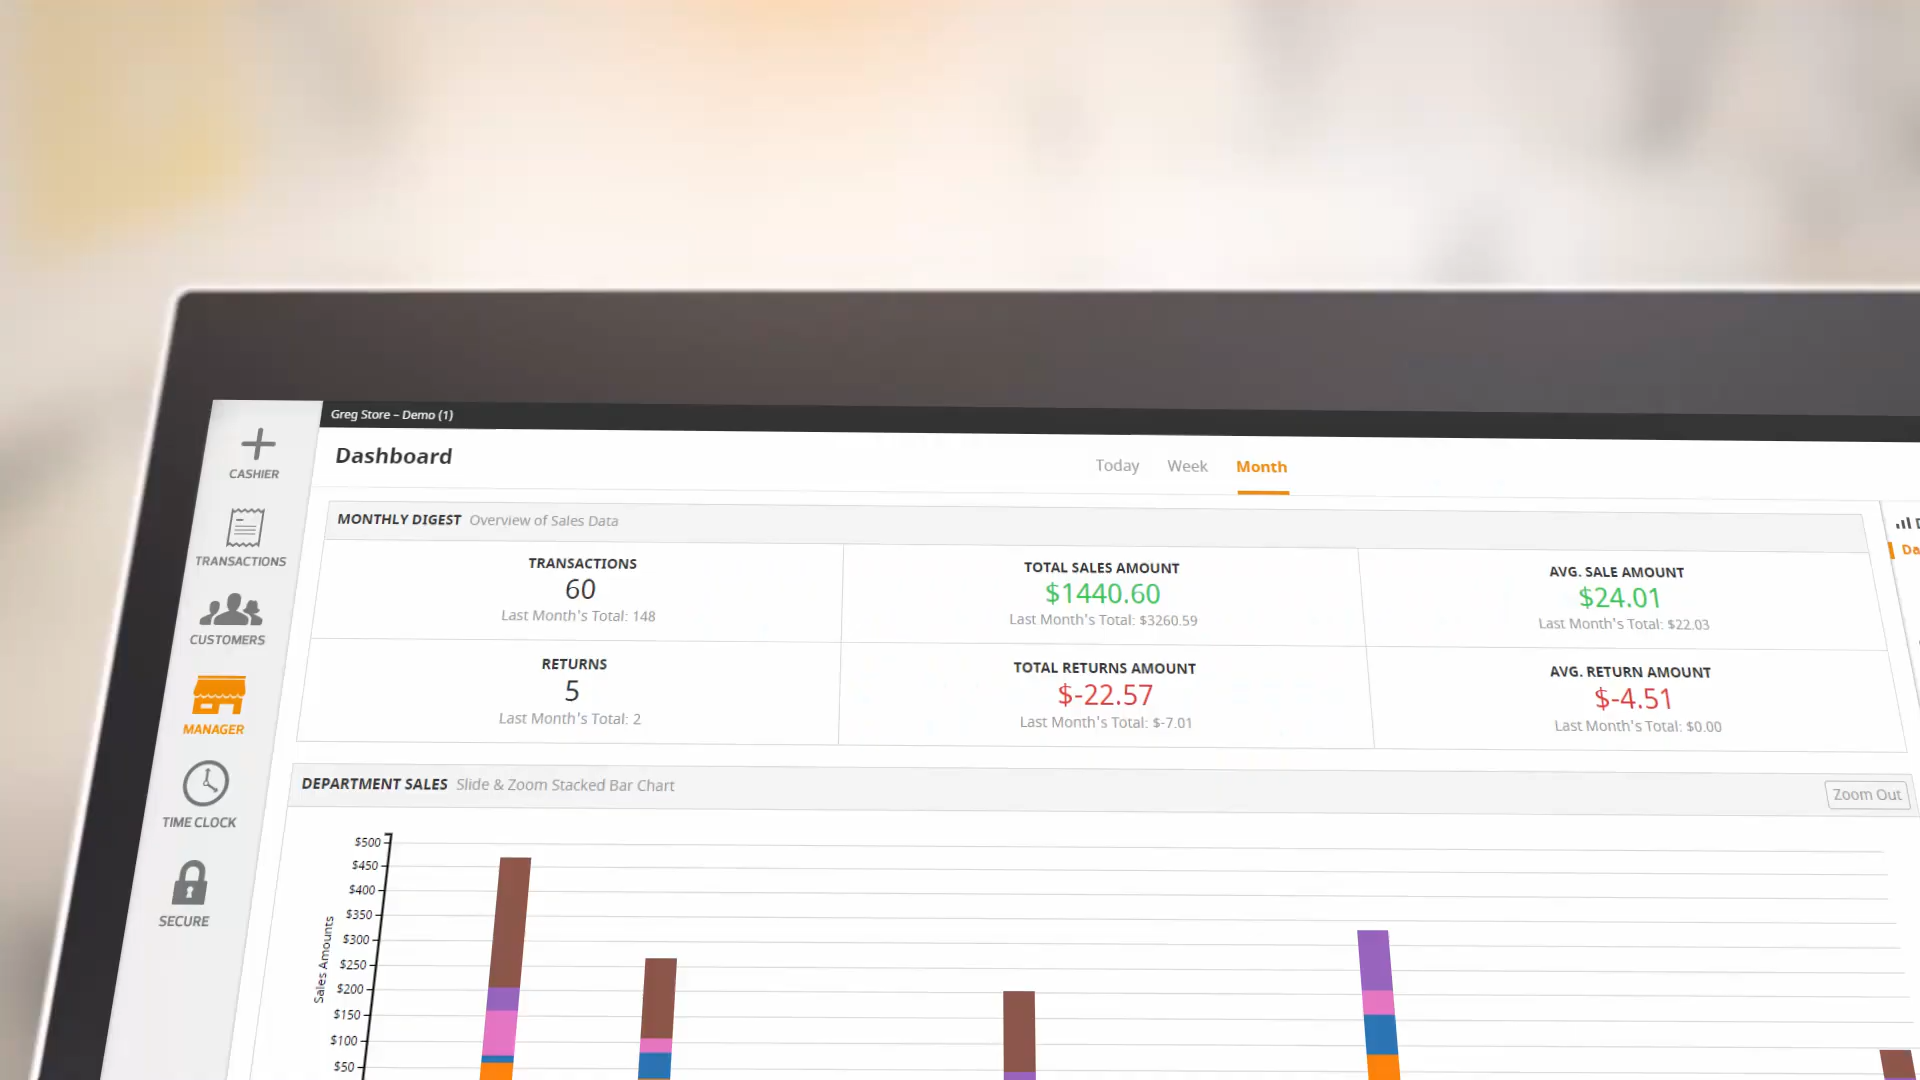 Greg Store – Demo (1)
CASHIER
TRANSACTIONS
CUSTOMERS
MANAGER
TIME CLOCK
SECURE
Dashboard
Today Week Month
MONTHLY DIGEST Overview of Sales Data
TRANSACTIONS
60
Last Month's Total: 148
TOTAL SALES AMOUNT
$1440.60
Last Month's Total: $3260.59
AVG. SALE AMOUNT
$24.01
Last Month's Total: $22.03
RETURNS
5
Last Month's Total: 2
TOTAL RETURNS AMOUNT
$-22.57
Last Month's Total: $-7.01
AVG. RETURN AMOUNT
$-4.51
Last Month's Total: $0.00
DEPARTMENT SALES Slide & Zoom Stacked Bar Chart
Zoom Out
Sales Amounts
$500
$450
$400
$350
$300
$250
$200
$150
$100
$50